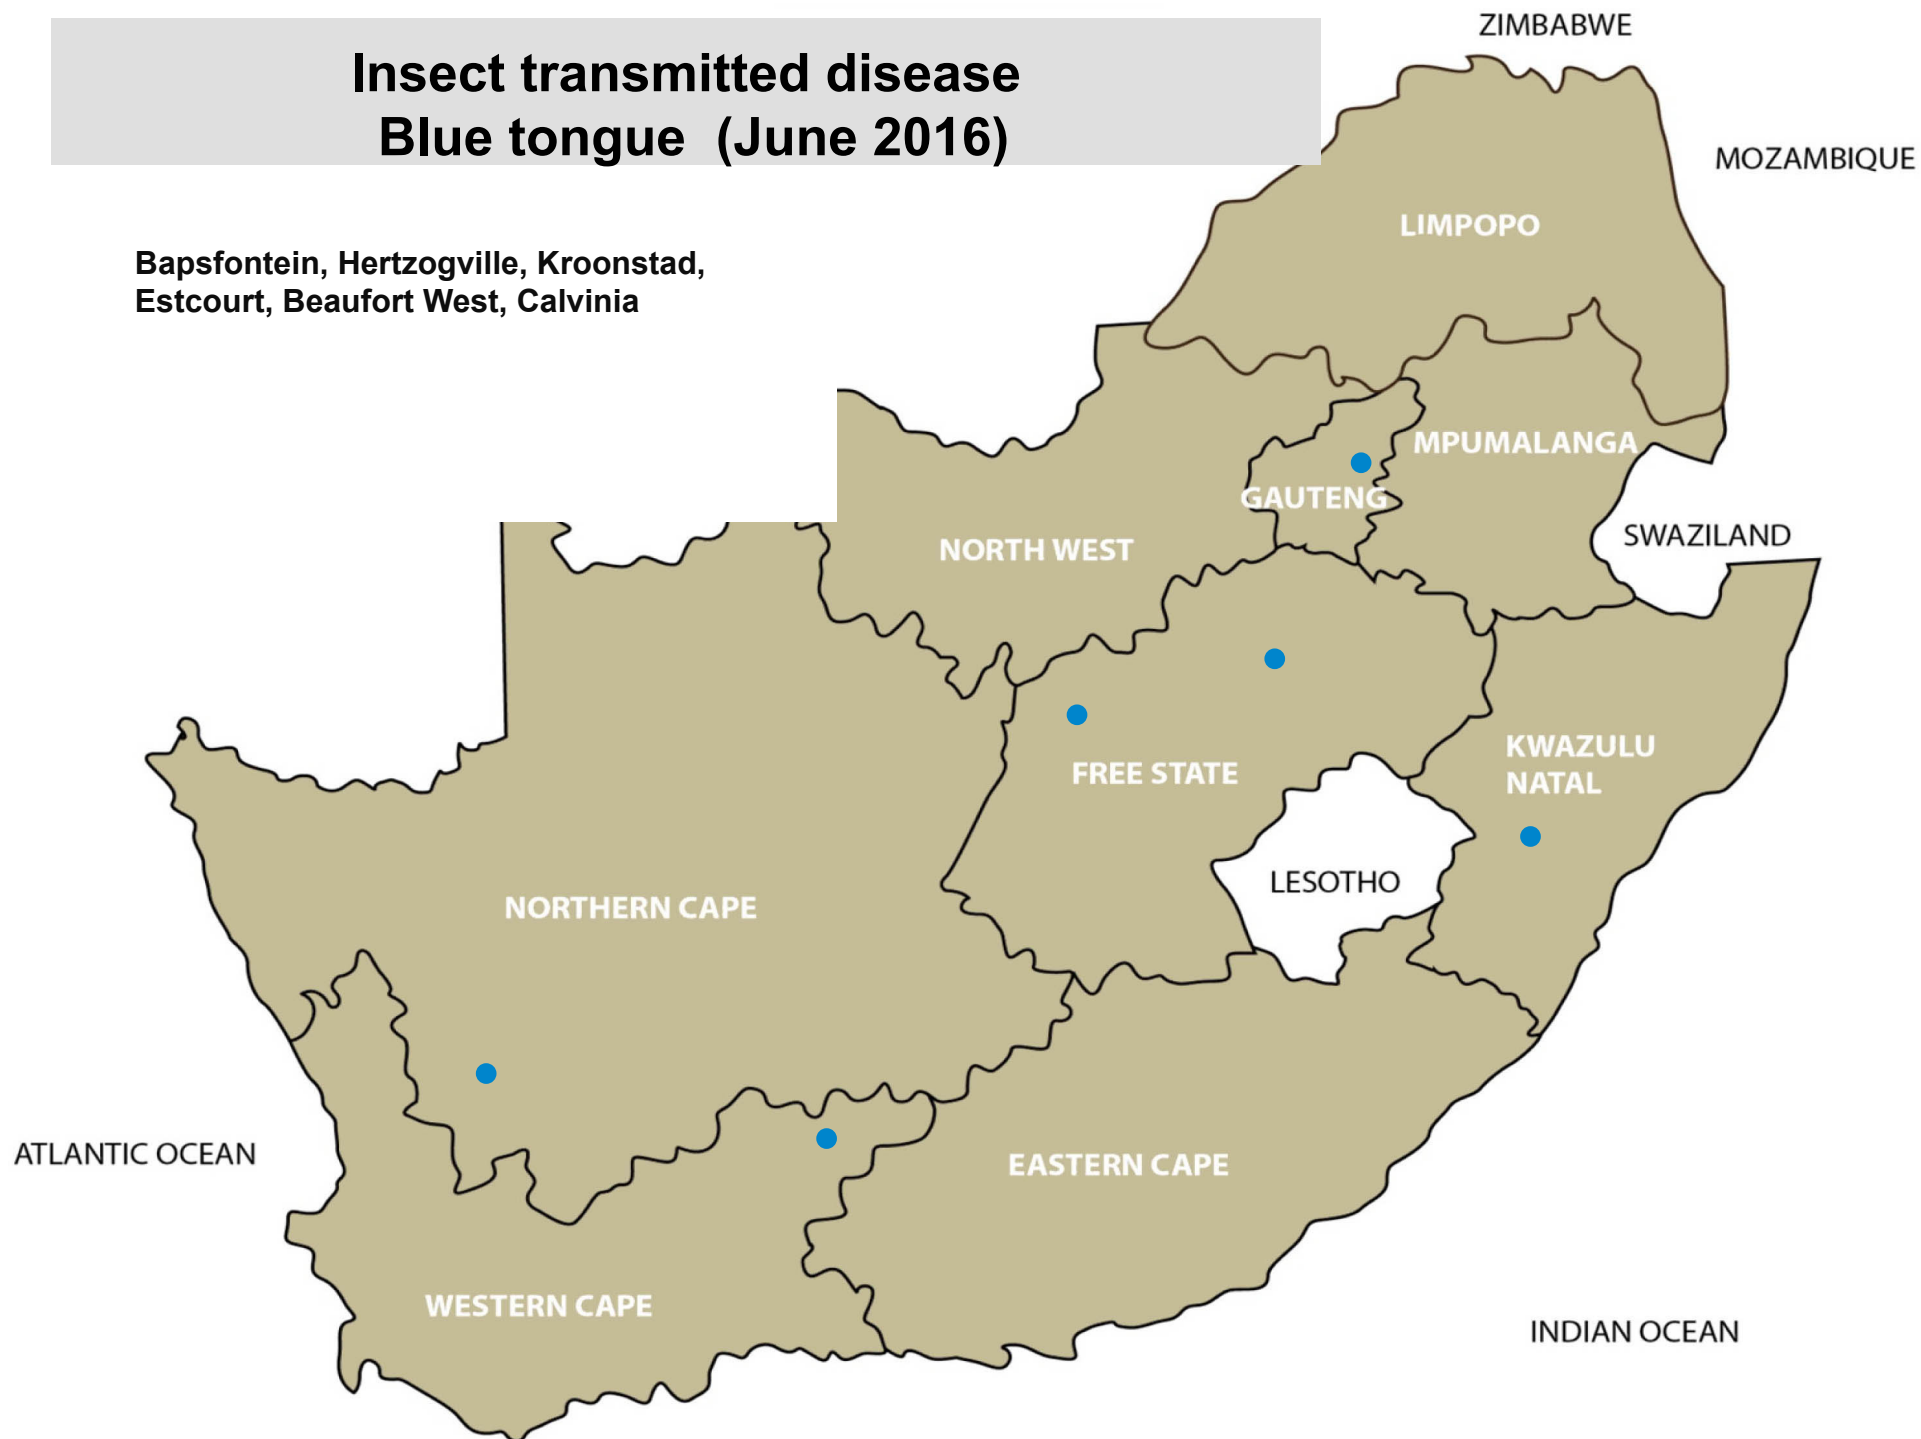 Insect transmitted disease
Blue tongue (June 2016)
Bapsfontein, Hertzogville, Kroonstad,
Estcourt, Beaufort West, Calvinia
ZIMBABWE
MOZAMBIQUE
LIMPOPO
MPUMALANGA
GAUTENG
SWAZILAND
NORTH WEST
KWAZULU
NATAL
FREE STATE
LESOTHO
NORTHERN CAPE
ATLANTIC OCEAN
EASTERN CAPE
WESTERN CAPE
INDIAN OCEAN